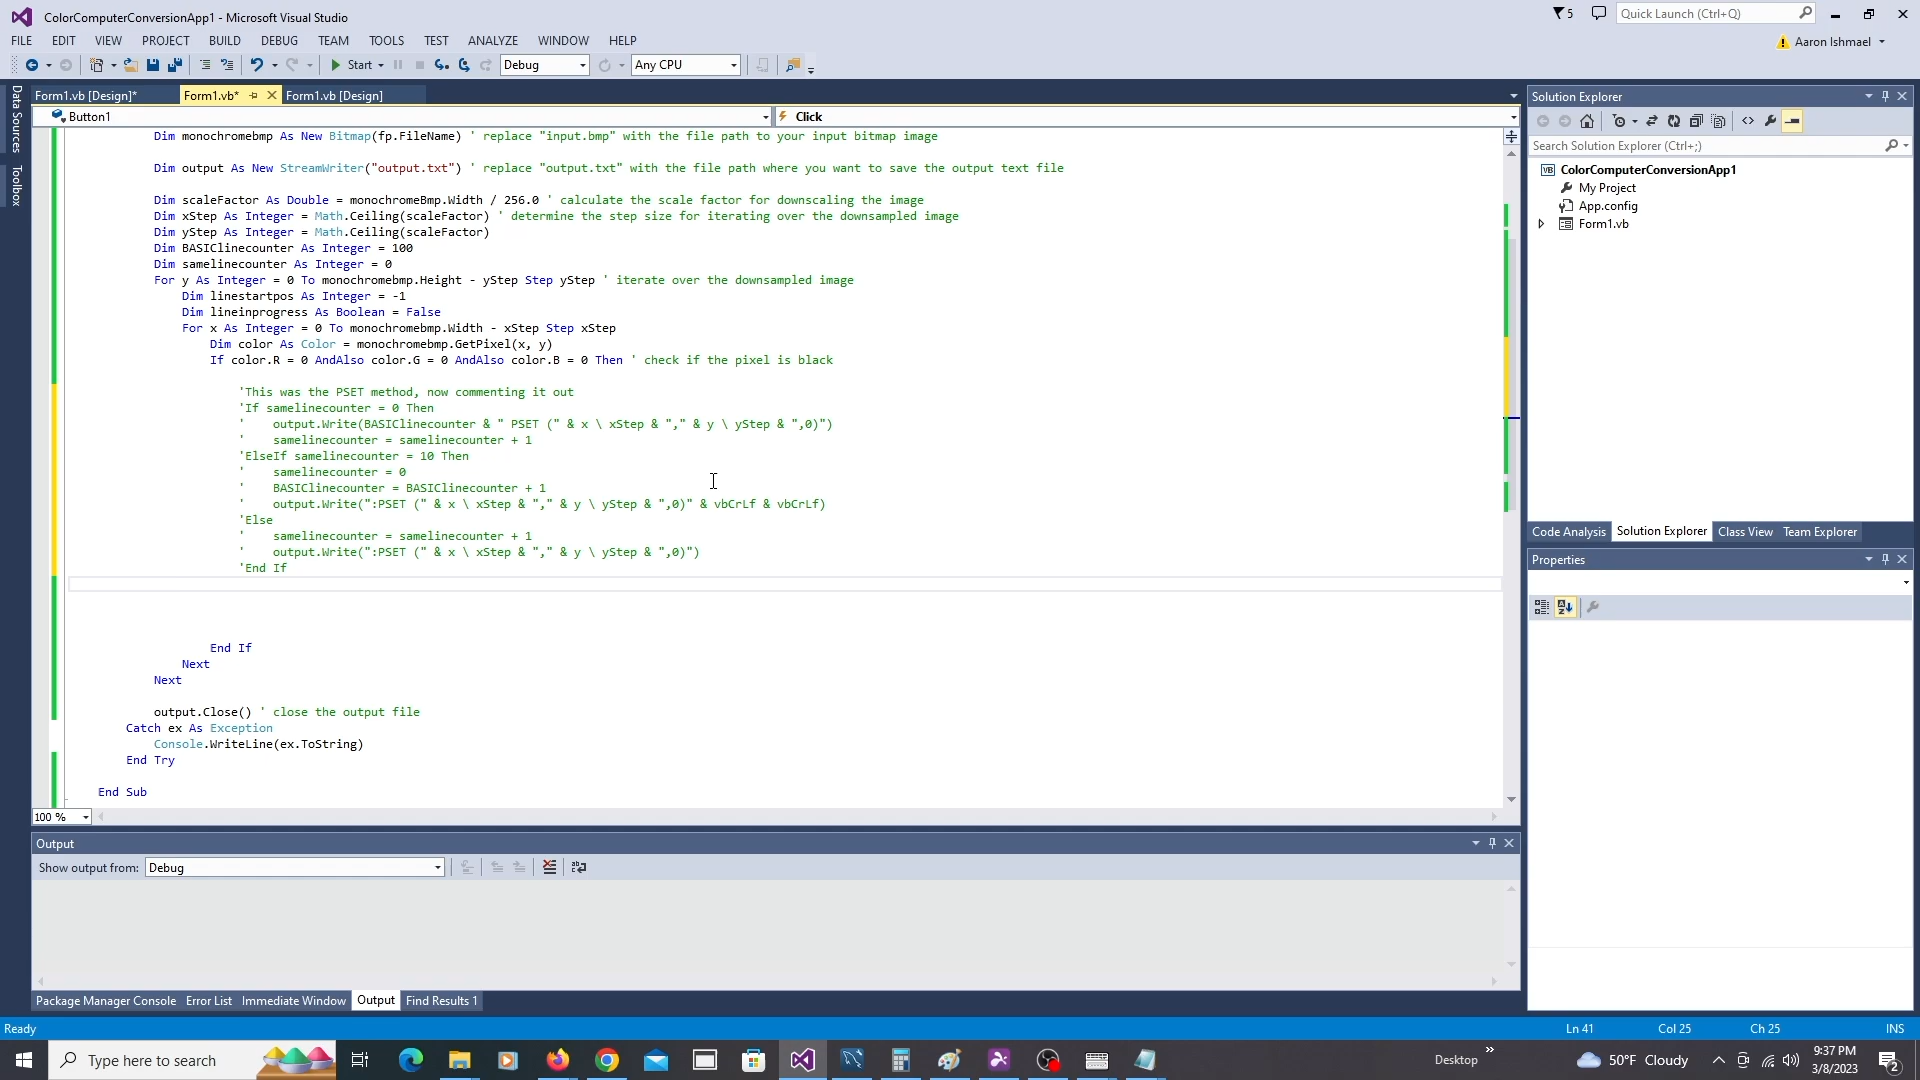 ColorComputerConversionApp1 - Microsoft Visual Studio
5
Quick Launch (Ctrl+Q)
FILE EDIT VIEW PROJECT BUILD DEBUG TEAM TOOLS TEST ANALYZE WINDOW HELP
Aaron Ishmael
Start Debug Any CPU
Data Sources
Toolbox
Form1.vb [Design]* Form1.vb* Form1.vb [Design]
Button1 Click
Dim monochromebmp As New Bitmap(fp.FileName) ' replace "input.bmp" with the file path to your input bitmap image
Dim output As New StreamWriter("output.txt") ' replace "output.txt" with the file path where you want to save the output text file
Dim scaleFactor As Double = monochromeBmp.Width / 256.0 ' calculate the scale factor for downscaling the image
Dim xStep As Integer = Math.Ceiling(scaleFactor) ' determine the step size for iterating over the downsampled image
Dim yStep As Integer = Math.Ceiling(scaleFactor)
Dim BASIClinecounter As Integer = 100
Dim samelinecounter As Integer = 0
For y As Integer = 0 To monochromebmp.Height - yStep Step yStep ' iterate over the downsampled image
Dim linestartpos As Integer = -1
Dim lineinprogress As Boolean = False
For x As Integer = 0 To monochromebmp.Width - xStep Step xStep
Dim color As Color = monochromebmp.GetPixel(x, y)
If color.R = 0 AndAlso color.G = 0 AndAlso color.B = 0 Then ' check if the pixel is black
'This was the PSET method, now commenting it out
'If samelinecounter = 0 Then
'    output.Write(BASIClinecounter & " PSET (" & x \ xStep & "," & y \ yStep & ",0)")
'    samelinecounter = samelinecounter + 1
'ElseIf samelinecounter = 10 Then
'    samelinecounter = 0
'    BASIClinecounter = BASIClinecounter + 1
'    output.Write(":PSET (" & x \ xStep & "," & y \ yStep & ",0)" & vbCrLf & vbCrLf)
'Else
'    samelinecounter = samelinecounter + 1
'    output.Write(":PSET (" & x \ xStep & "," & y \ yStep & ",0)")
'End If
End If
Next
Next
output.Close() ' close the output file
Catch ex As Exception
Console.WriteLine(ex.ToString)
End Try
End Sub
100 %
Output
Show output from: Debug
Package Manager Console Error List Immediate Window Output Find Results 1
Solution Explorer
Search Solution Explorer (Ctrl+;)
VB ColorComputerConversionApp1
My Project
App.config
Form1.vb
Code Analysis Solution Explorer Class View Team Explorer
Properties
Ready Ln 41 Col 25 Ch 25 INS
Type here to search
Desktop
50°F Cloudy
9:37 PM
3/8/2023
2